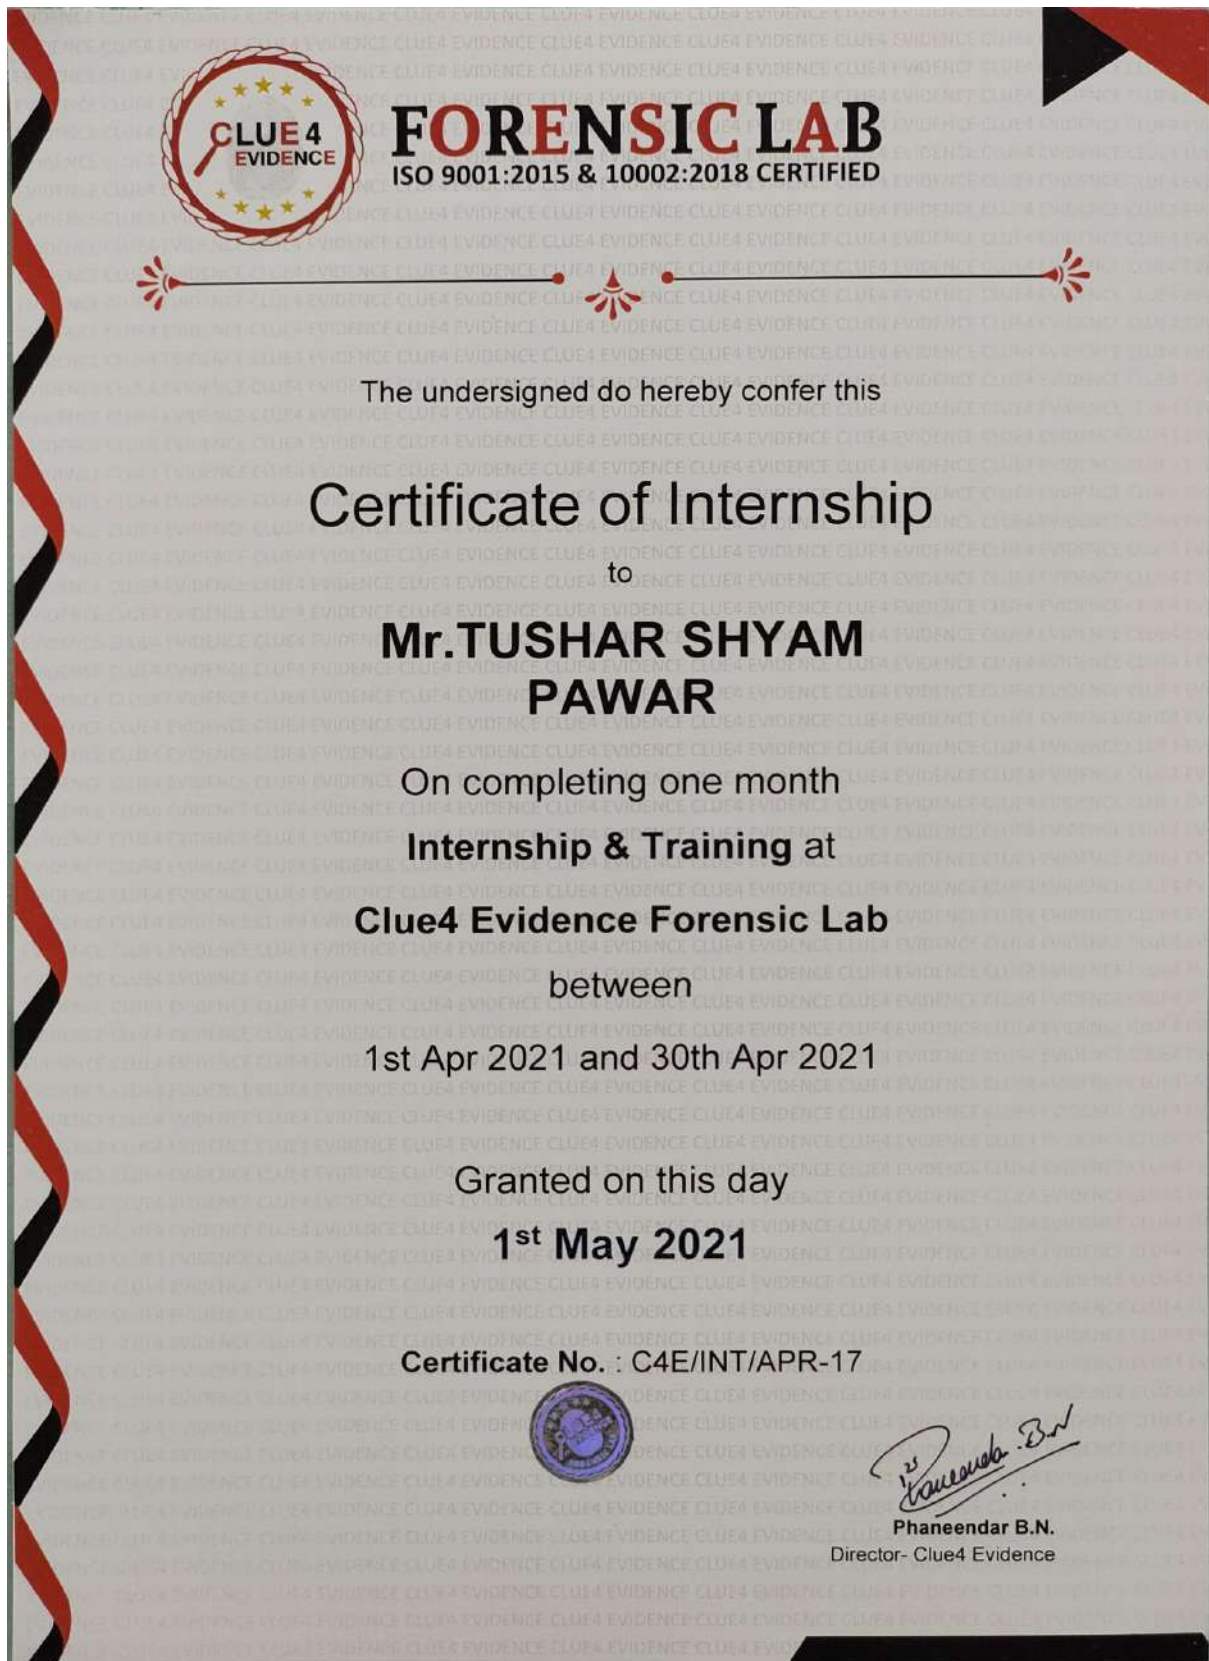 CLUE 4
EVIDENCE
FORENSIC LAB
ISO 9001:2015 & 10002:2018 CERTIFIED
The undersigned do hereby confer this
Certificate of Internship
to
Mr.TUSHAR SHYAM
PAWAR
On completing one month
Internship & Training at
Clue4 Evidence Forensic Lab
between
1st Apr 2021 and 30th Apr 2021
Granted on this day
1st May 2021
Certificate No. : C4E/INT/APR-17
Phaneendar B.N.
Director- Clue4 Evidence